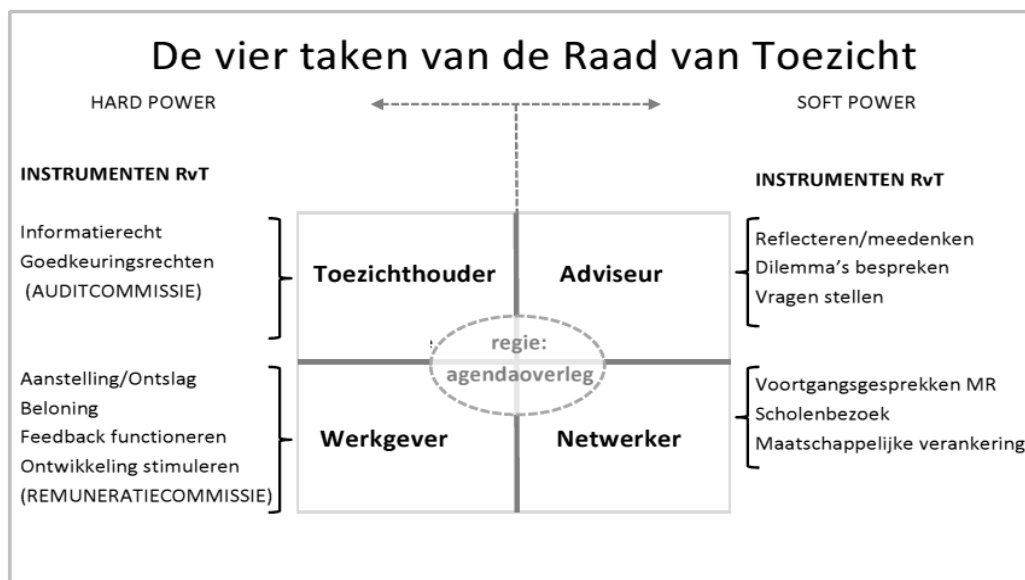 De vier taken van de Raad van Toezicht
HARD POWER
SOFT POWER
INSTRUMENTEN RvT
Informatierecht
Goedkeuringsrechten
(AUDITCOMMISSIE)
Aanstelling/Ontslag
Beloning
Feedback functioneren
Ontwikkeling stimuleren
(REMUNERATIECOMMISSIE)
Toezichthouder
Adviseur
regie:
agendaoverleg
Werkgever
Netwerker
INSTRUMENTEN RvT
Reflecteren/meedenken
Dilemma's bespreken
Vragen stellen
Voortgangsgesprekken MR
Scholenbezoek
Maatschappelijke verankering